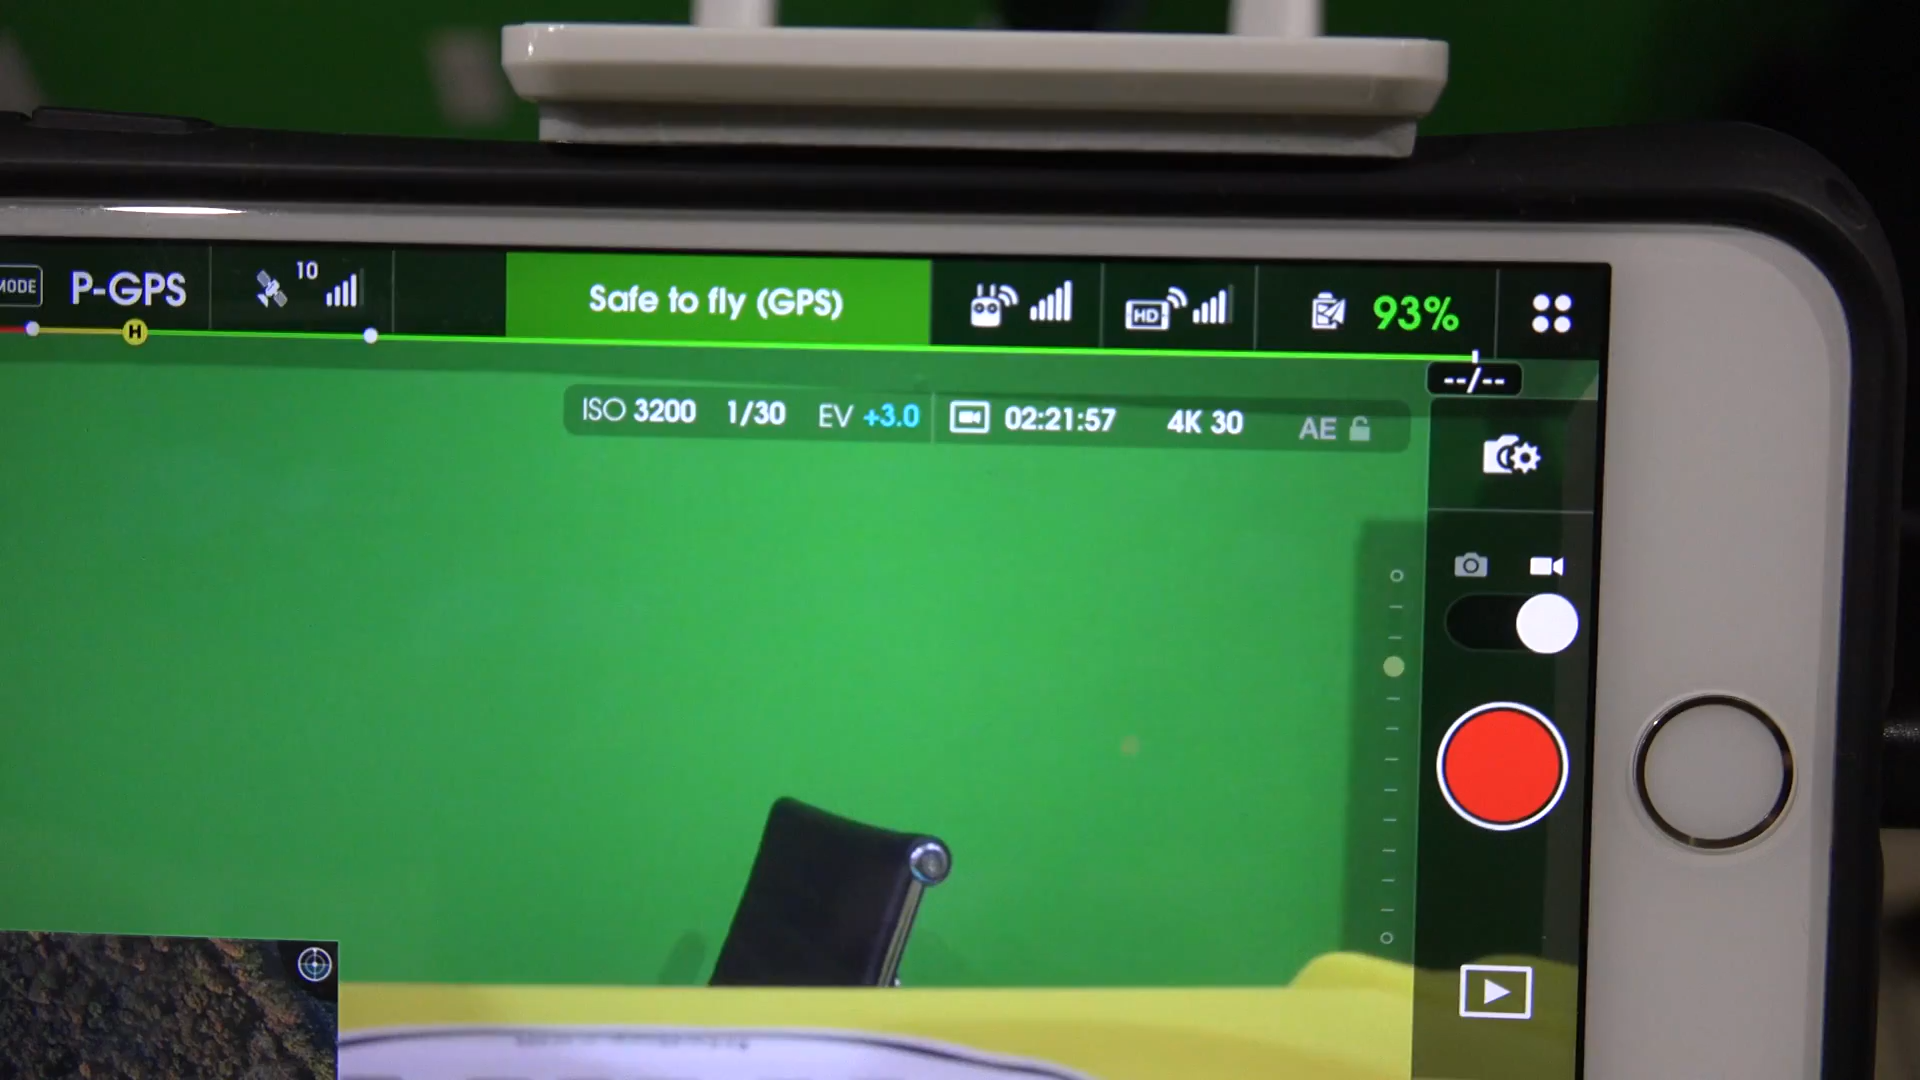 MODE P-GPS 10 Safe to fly (GPS) HD 93%
H
--/--
ISO 3200 1/30 EV +3.0 02:21:57 4K 30 AE